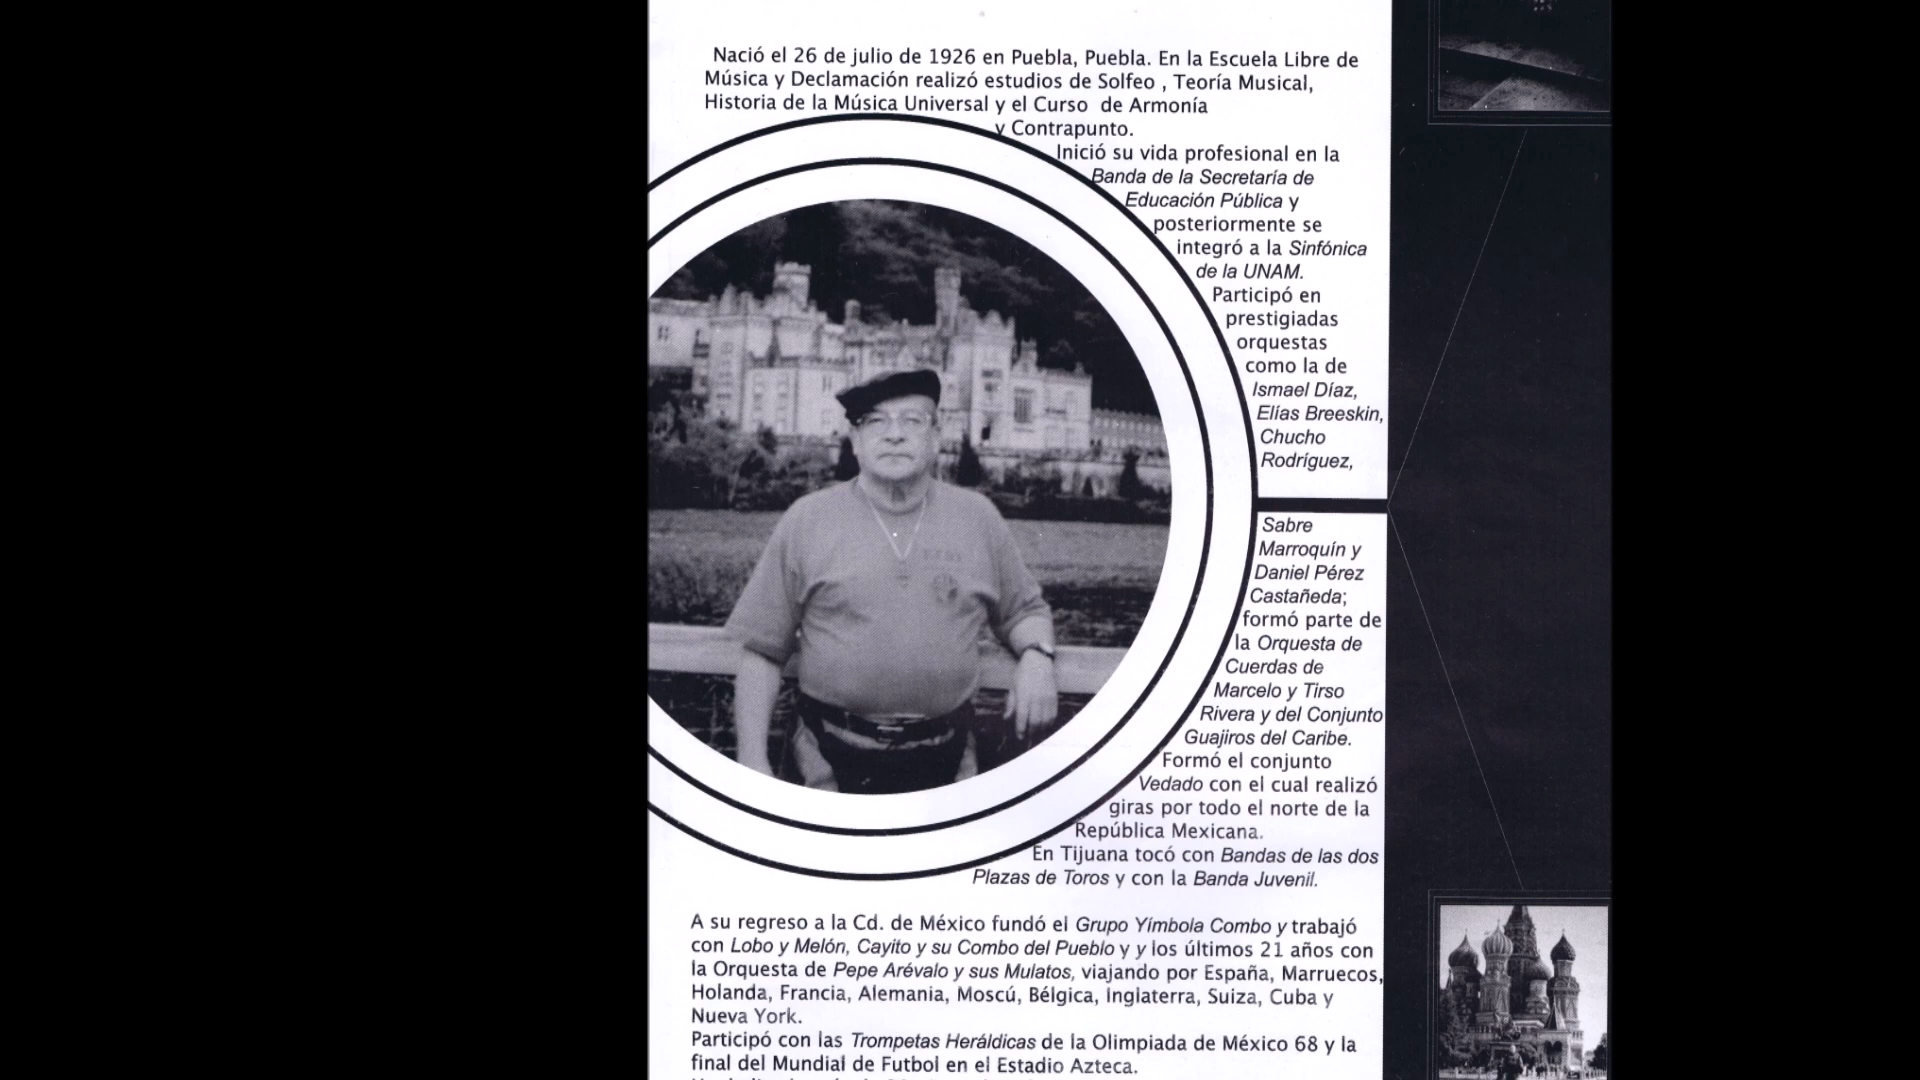 Nació el 26 de julio de 1926 en Puebla, Puebla. En la Escuela Libre de
Música y Declamación realizó estudios de Solfeo , Teoría Musical,
Historia de la Música Universal y el Curso de Armonía
y Contrapunto.
Inició su vida profesional en la
Banda de la Secretaría de
Educación Pública y
posteriormente se
integró a la Sinfónica
de la UNAM.
Participó en
prestigiadas
orquestas
como la de
Ismael Díaz,
Elías Breeskin,
Chucho
Rodríguez,
Sabre
Marroquín y
Daniel Pérez
Castañeda;
formó parte de
la Orquesta de
Cuerdas de
Marcelo y Tirso
Rivera y del Conjunto
Guajiros del Caribe.
Formó el conjunto
Vedado con el cual realizó
giras por todo el norte de la
República Mexicana.
En Tijuana tocó con Bandas de las dos
Plazas de Toros y con la Banda Juvenil.
A su regreso a la Cd. de México fundó el Grupo Yímbola Combo y trabajó
con Lobo y Melón, Cayito y su Combo del Pueblo y y los últimos 21 años con
la Orquesta de Pepe Arévalo y sus Mulatos, viajando por España, Marruecos,
Holanda, Francia, Alemania, Moscú, Bélgica, Inglaterra, Suiza, Cuba y
Nueva York.
Participó con las Trompetas Heráldicas de la Olimpiada de México 68 y la
final del Mundial de Futbol en el Estadio Azteca.